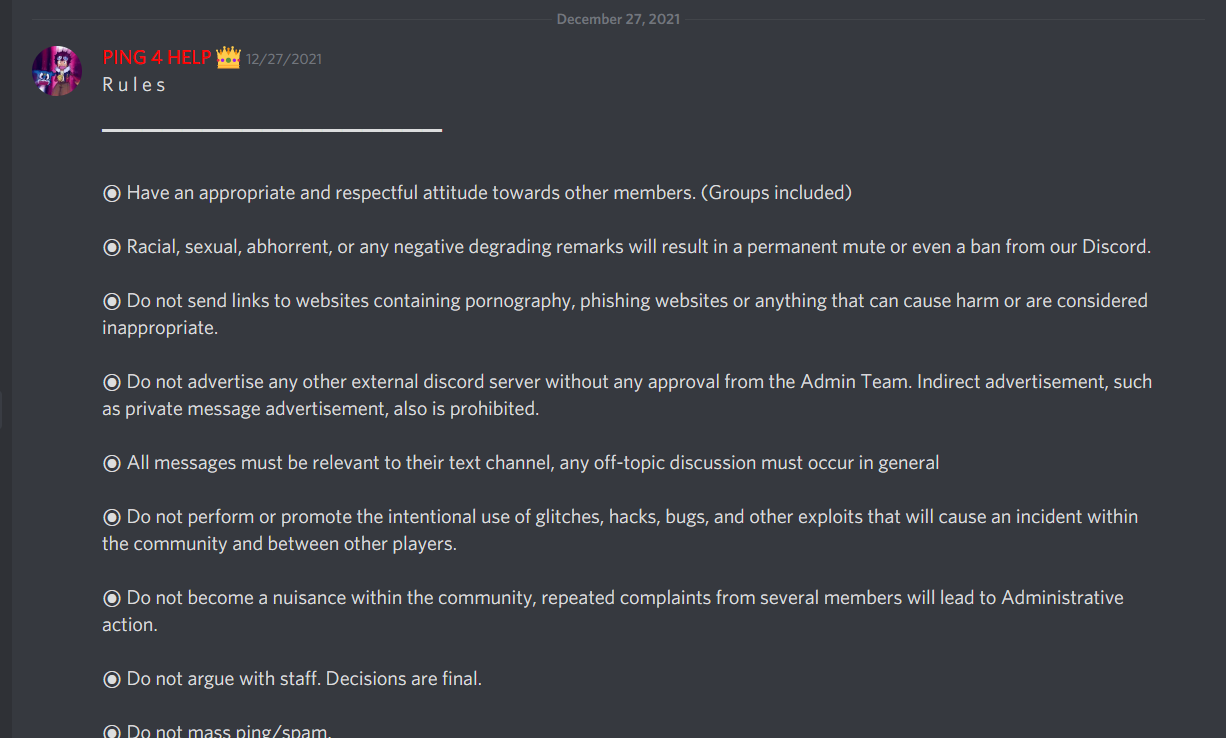 December 27, 2021
PING 4 HELP 👑 12/27/2021
R u l e s
◉ Have an appropriate and respectful attitude towards other members. (Groups included)
◉ Racial, sexual, abhorrent, or any negative degrading remarks will result in a permanent mute or even a ban from our Discord.
◉ Do not send links to websites containing pornography, phishing websites or anything that can cause harm or are considered
inappropriate.
◉ Do not advertise any other external discord server without any approval from the Admin Team. Indirect advertisement, such
as private message advertisement, also is prohibited.
◉ All messages must be relevant to their text channel, any off-topic discussion must occur in general
◉ Do not perform or promote the intentional use of glitches, hacks, bugs, and other exploits that will cause an incident within
the community and between other players.
◉ Do not become a nuisance within the community, repeated complaints from several members will lead to Administrative
action.
◉ Do not argue with staff. Decisions are final.
◉ Do not mass ping/spam.